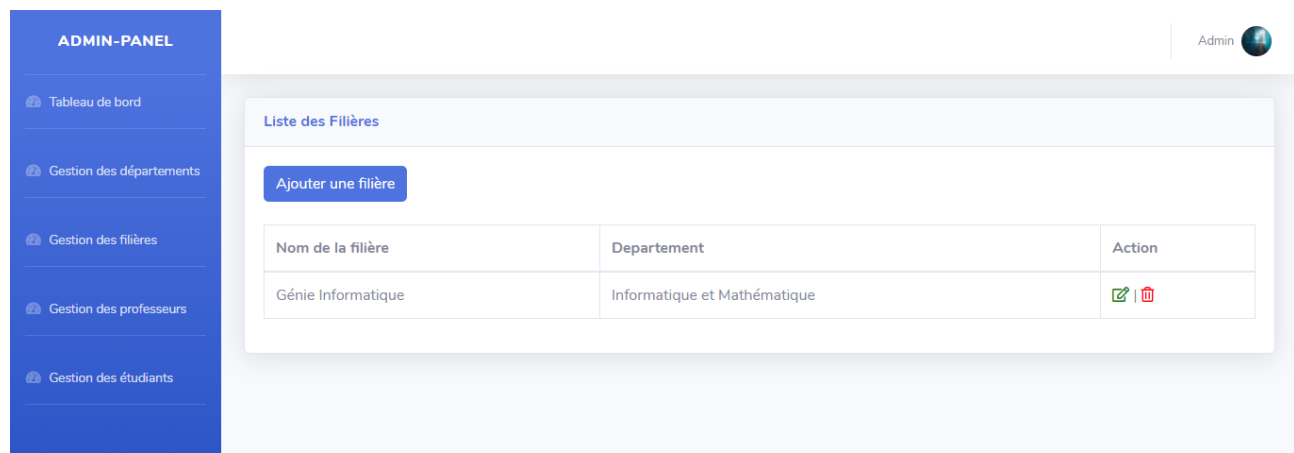 ADMIN-PANEL
Admin
Tableau de bord
Gestion des départements
Gestion des filières
Gestion des professeurs
Gestion des étudiants
Liste des Filières
Ajouter une filière
Nom de la filière Departement Action
Génie Informatique Informatique et Mathématique |